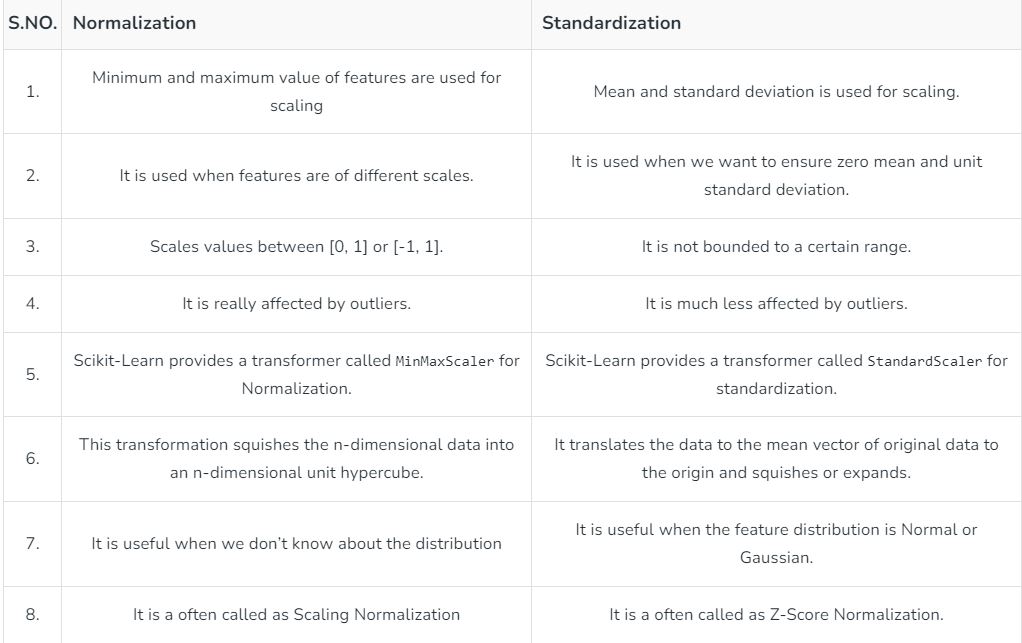 S.NO. Normalization Standardization
1. Minimum and maximum value of features are used for
scaling
Mean and standard deviation is used for scaling.
2. It is used when features are of different scales.
It is used when we want to ensure zero mean and unit
standard deviation.
3. Scales values between [0, 1] or [-1, 1]. It is not bounded to a certain range.
4. It is really affected by outliers. It is much less affected by outliers.
5. Scikit-Learn provides a transformer called MinMaxScaler for
Normalization.
Scikit-Learn provides a transformer called StandardScaler for
standardization.
6. This transformation squishes the n-dimensional data into
an n-dimensional unit hypercube.
It translates the data to the mean vector of original data to
the origin and squishes or expands.
7. It is useful when we don’t know about the distribution
It is useful when the feature distribution is Normal or
Gaussian.
8. It is a often called as Scaling Normalization It is a often called as Z-Score Normalization.